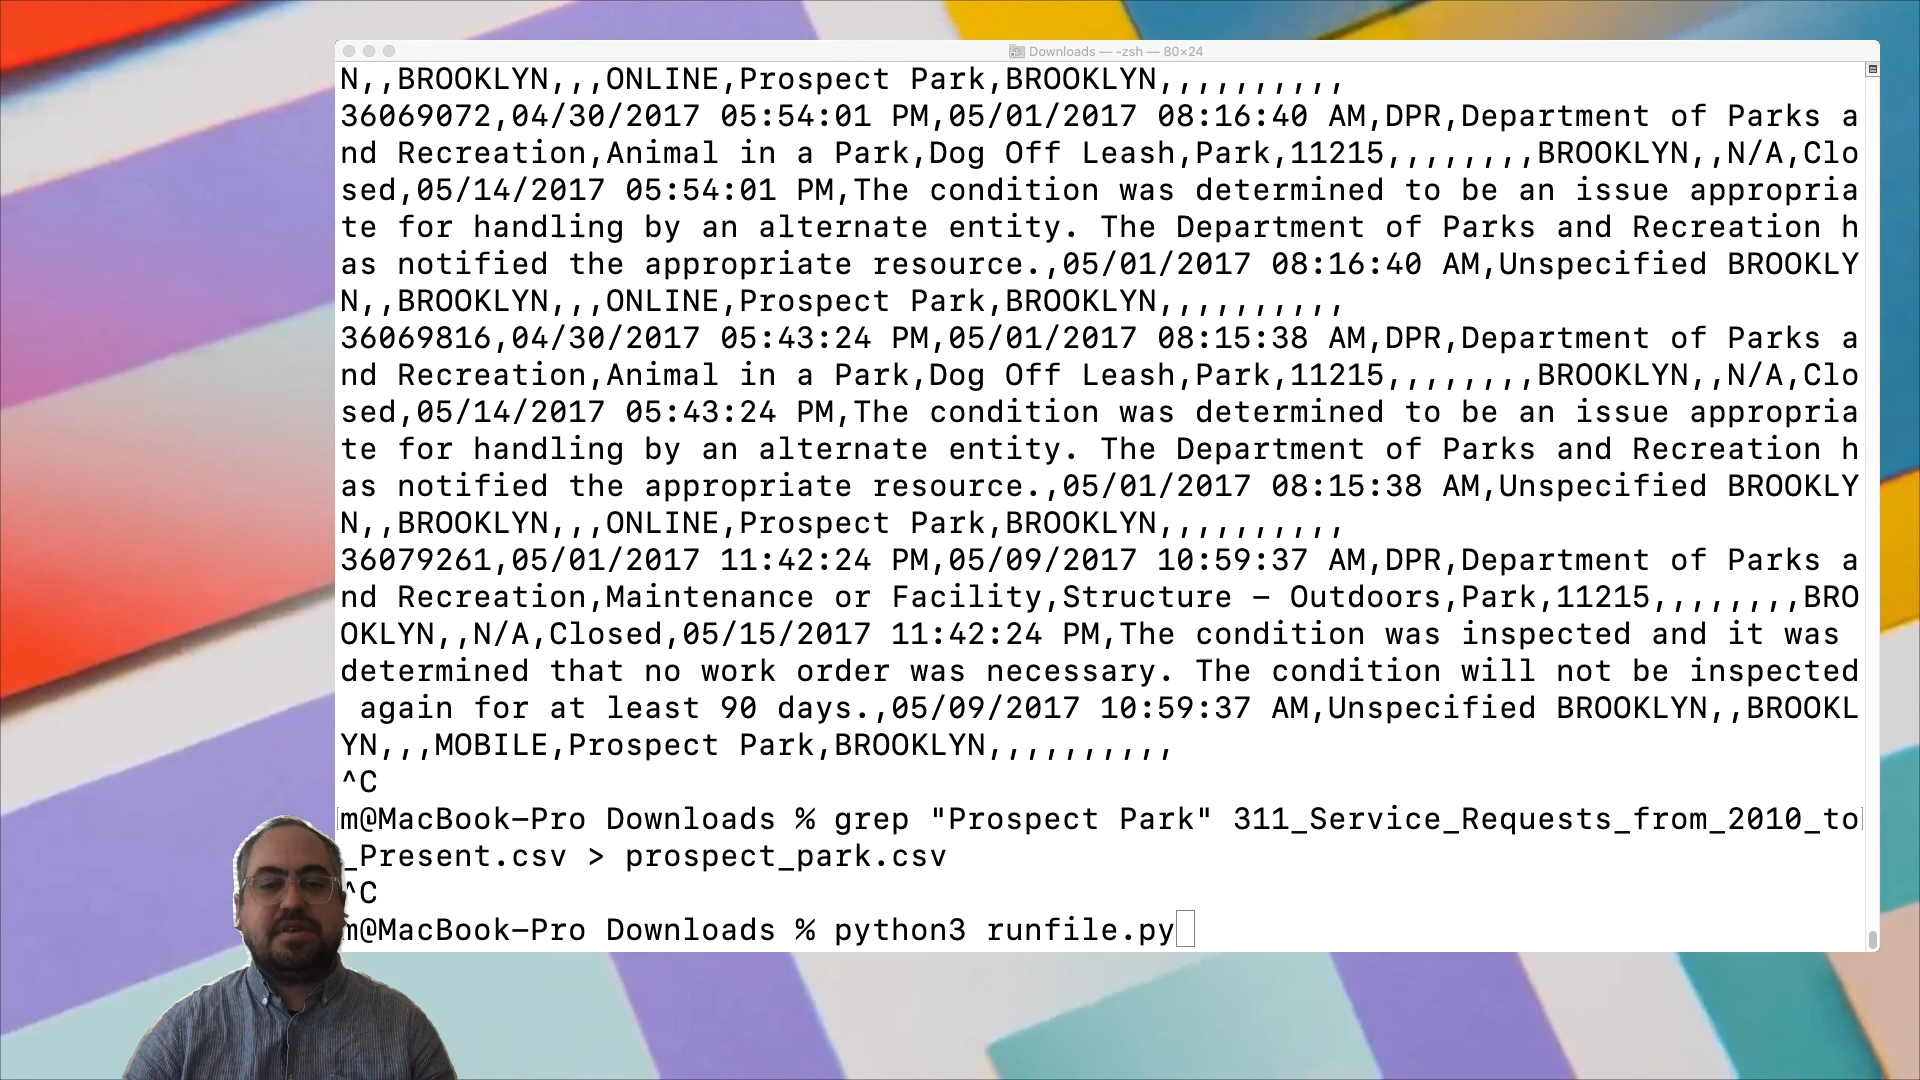 Downloads — -zsh — 80×24
N,,BROOKLYN,,,ONLINE,Prospect Park,BROOKLYN,,,,,,,,,,
36069072,04/30/2017 05:54:01 PM,05/01/2017 08:16:40 AM,DPR,Department of Parks a
nd Recreation,Animal in a Park,Dog Off Leash,Park,11215,,,,,,,,BROOKLYN,,N/A,Clo
sed,05/14/2017 05:54:01 PM,The condition was determined to be an issue appropria
te for handling by an alternate entity. The Department of Parks and Recreation h
as notified the appropriate resource.,05/01/2017 08:16:40 AM,Unspecified BROOKLY
N,,BROOKLYN,,,ONLINE,Prospect Park,BROOKLYN,,,,,,,,,,
36069816,04/30/2017 05:43:24 PM,05/01/2017 08:15:38 AM,DPR,Department of Parks a
nd Recreation,Animal in a Park,Dog Off Leash,Park,11215,,,,,,,,BROOKLYN,,N/A,Clo
sed,05/14/2017 05:43:24 PM,The condition was determined to be an issue appropria
te for handling by an alternate entity. The Department of Parks and Recreation h
as notified the appropriate resource.,05/01/2017 08:15:38 AM,Unspecified BROOKLY
N,,BROOKLYN,,,ONLINE,Prospect Park,BROOKLYN,,,,,,,,,,
36079261,05/01/2017 11:42:24 PM,05/09/2017 10:59:37 AM,DPR,Department of Parks a
nd Recreation,Maintenance or Facility,Structure – Outdoors,Park,11215,,,,,,,,BRO
OKLYN,,N/A,Closed,05/15/2017 11:42:24 PM,The condition was inspected and it was
determined that no work order was necessary. The condition will not be inspected
 again for at least 90 days.,05/09/2017 10:59:37 AM,Unspecified BROOKLYN,,BROOKL
YN,,,MOBILE,Prospect Park,BROOKLYN,,,,,,,,,,
^C
m@MacBook-Pro Downloads % grep "Prospect Park" 311_Service_Requests_from_2010_to
_Present.csv > prospect_park.csv
^C
m@MacBook-Pro Downloads % python3 runfile.py